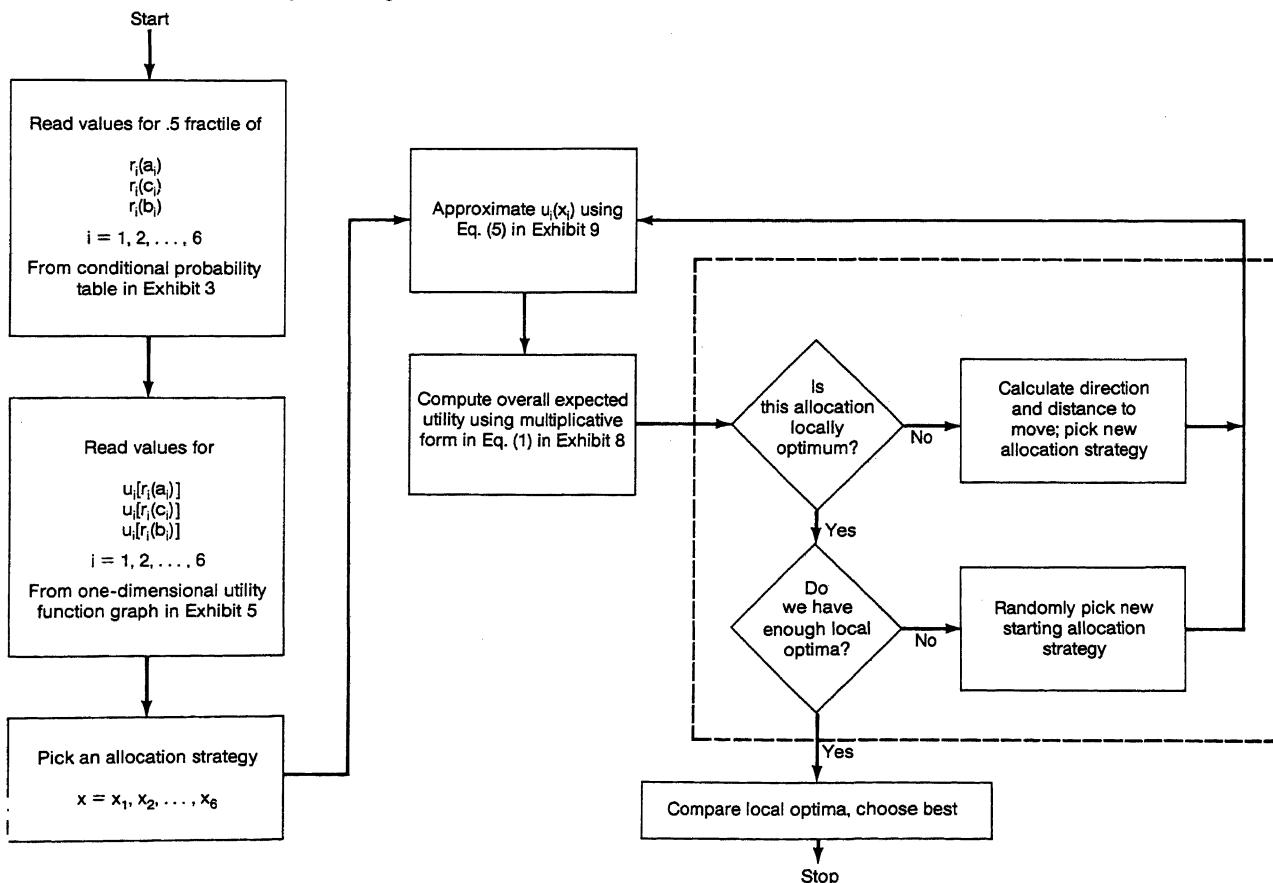 Start
Read values for .5 fractile of
rᵢ(aᵢ)
rᵢ(cᵢ)
rᵢ(bᵢ)
i = 1, 2, . . . , 6
From conditional probability
table in Exhibit 3
Read values for
uᵢ[rᵢ(aᵢ)]
uᵢ[rᵢ(cᵢ)]
uᵢ[rᵢ(bᵢ)]
i = 1, 2, . . . , 6
From one-dimensional utility
function graph in Exhibit 5
Pick an allocation strategy
x = x₁, x₂, . . . , x₆
Approximate uᵢ(xᵢ) using
Eq. (5) in Exhibit 9
Compute overall expected
utility using multiplicative
form in Eq. (1) in Exhibit 8
Is
this allocation
locally
optimum?
No
Calculate direction
and distance to
move; pick new
allocation strategy
Yes
Do
we have
enough local
optima?
No
Randomly pick new
starting allocation
strategy
Yes
Compare local optima, choose best
Stop